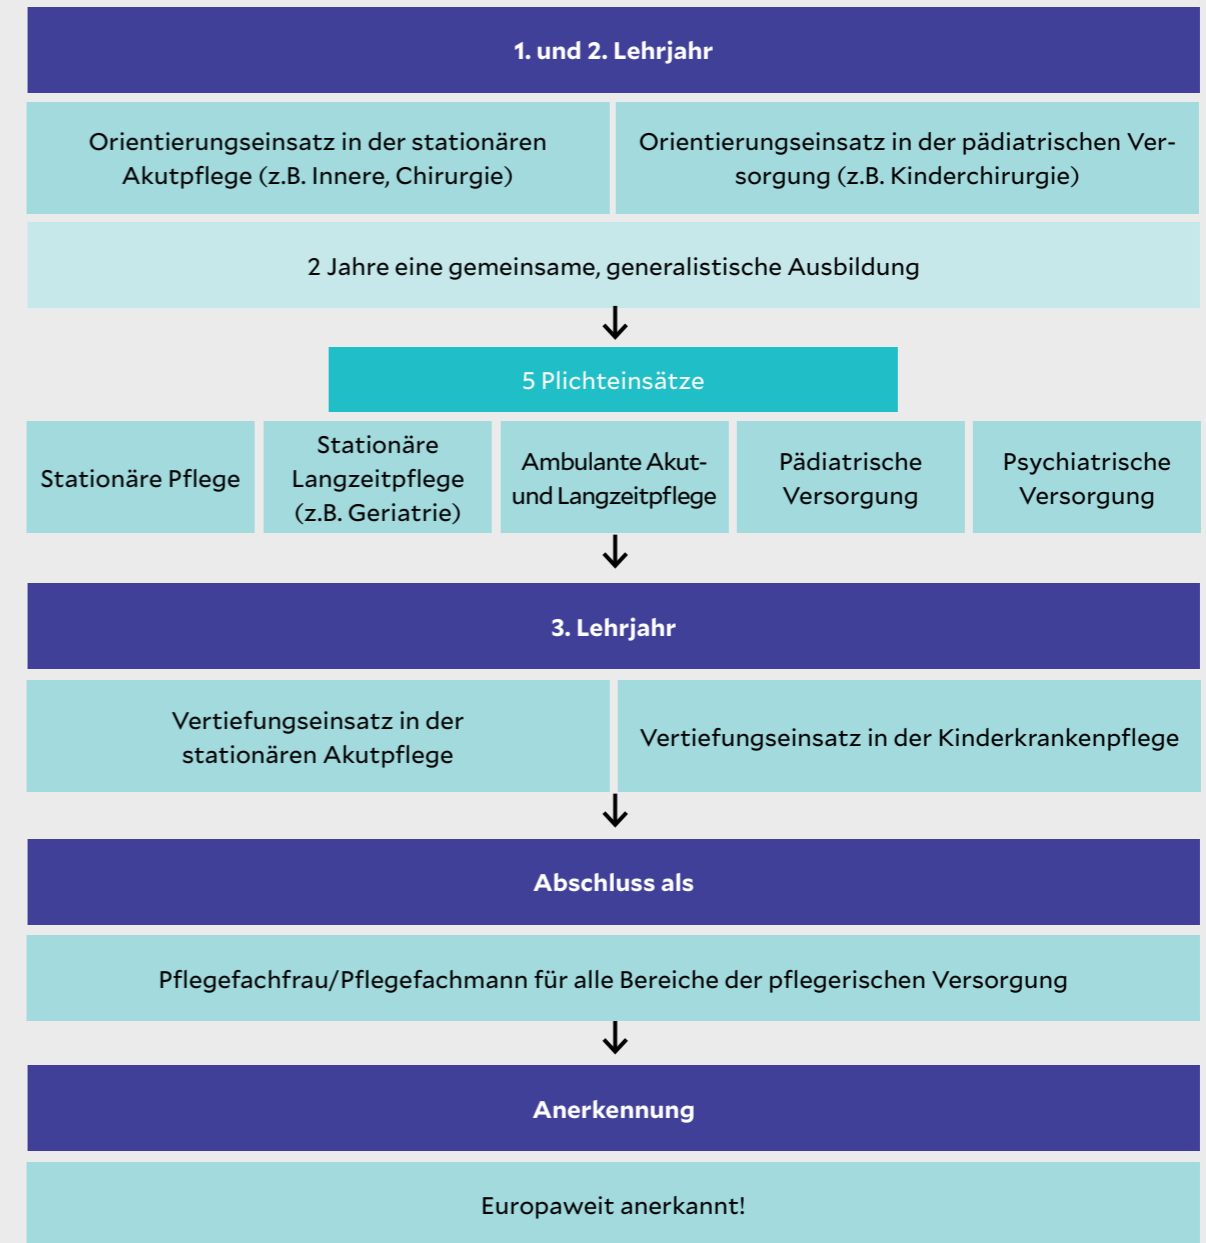 1. und 2. Lehrjahr
Orientierungseinsatz in der stationären
Akutpflege (z.B. Innere, Chirurgie)
Orientierungseinsatz in der pädiatrischen Ver-
sorgung (z.B. Kinderchirurgie)
2 Jahre eine gemeinsame, generalistische Ausbildung
5 Plichteinsätze
Stationäre Pflege
Stationäre
Langzeitpflege
(z.B. Geriatrie)
Ambulante Akut-
und Langzeitpflege
Pädiatrische
Versorgung
Psychiatrische
Versorgung
3. Lehrjahr
Vertiefungseinsatz in der
stationären Akutpflege
Vertiefungseinsatz in der Kinderkrankenpflege
Abschluss als
Pflegefachfrau/Pflegefachmann für alle Bereiche der pflegerischen Versorgung
Anerkennung
Europaweit anerkannt!